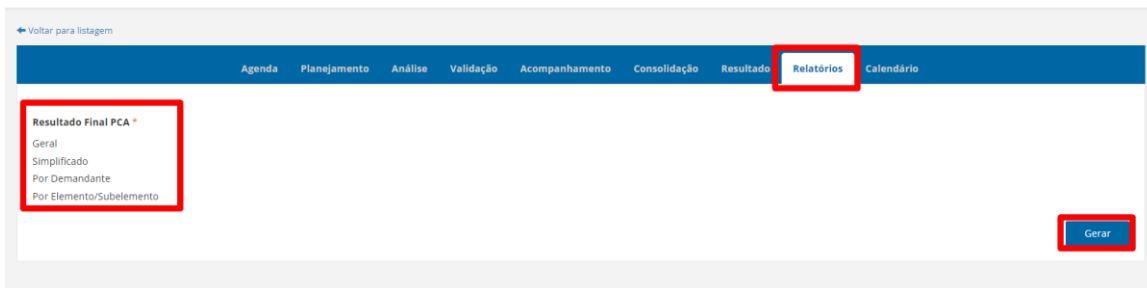 Voltar para listagem
Agenda Planejamento Análise Validação Acompanhamento Consolidação Resultado Relatórios Calendário
Resultado Final PCA *
Geral
Simplificado
Por Demandante
Por Elemento/Subelemento
Gerar